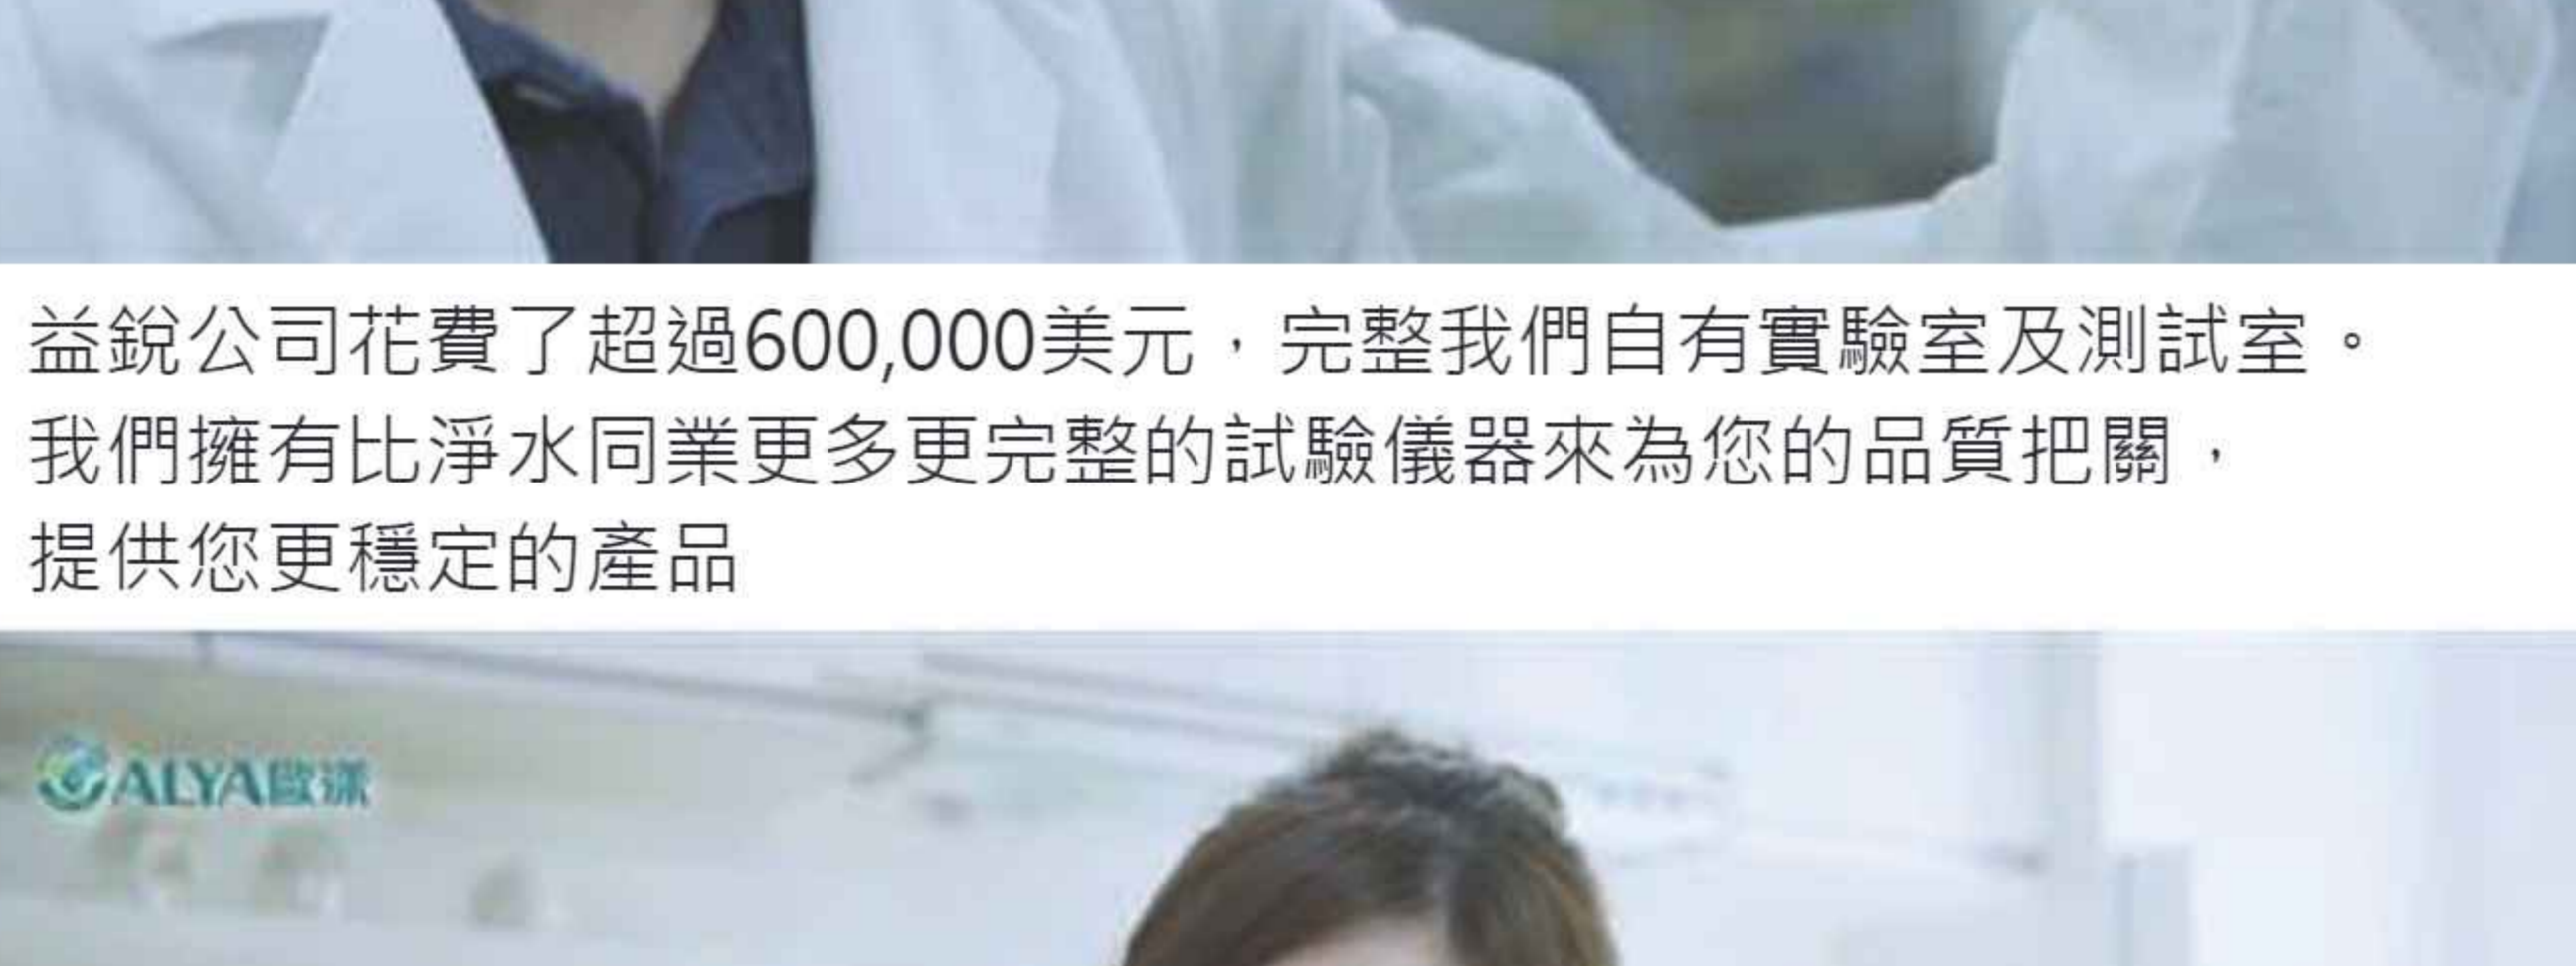 益銳公司花費了超過600,000美元，完整我們自有實驗室及測試室。
我們擁有比淨水同業更多更完整的試驗儀器來為您的品質把關，
提供您更穩定的產品
ALYA歐漾